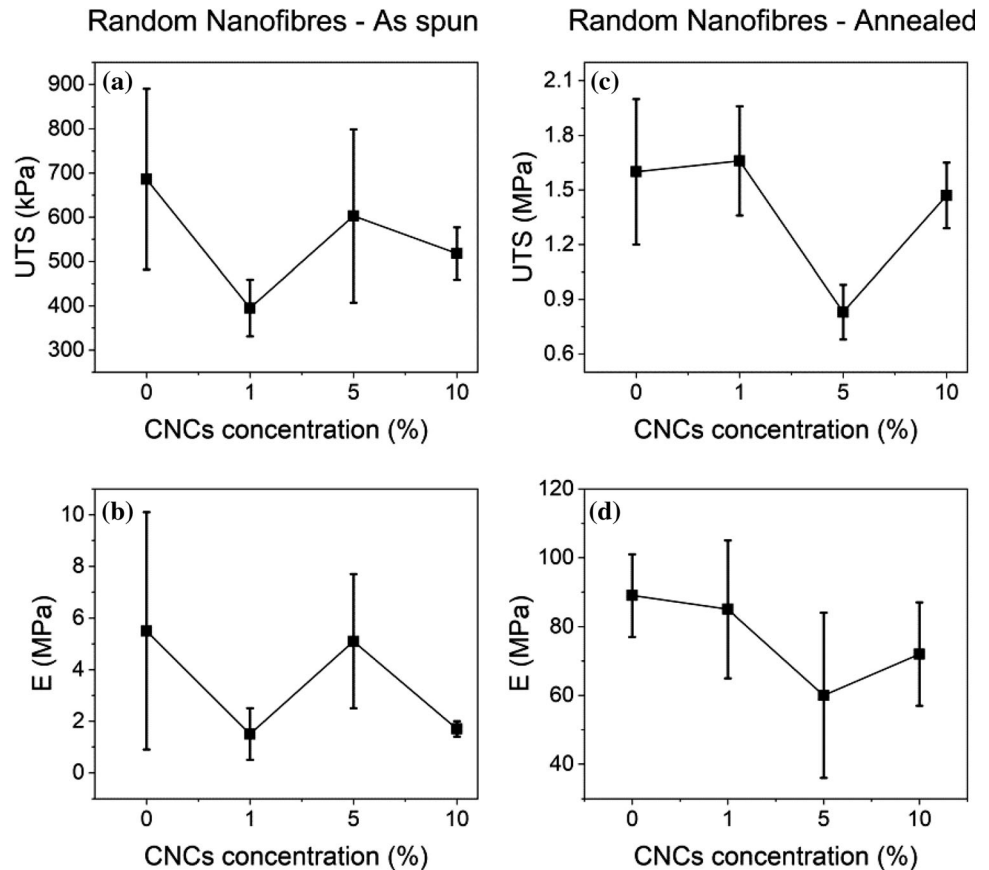 Random Nanofibres - As spun
(a)
900
800
700
600
500
400
300
UTS (kPa)
0 1 5 10
CNCs concentration (%)
Random Nanofibres - Annealed
(c)
2.1
1.8
1.5
1.2
0.9
0.6
UTS (MPa)
0 1 5 10
CNCs concentration (%)
(b)
10
8
6
4
2
0
E (MPa)
0 1 5 10
CNCs concentration (%)
(d)
120
100
80
60
40
E (MPa)
0 1 5 10
CNCs concentration (%)